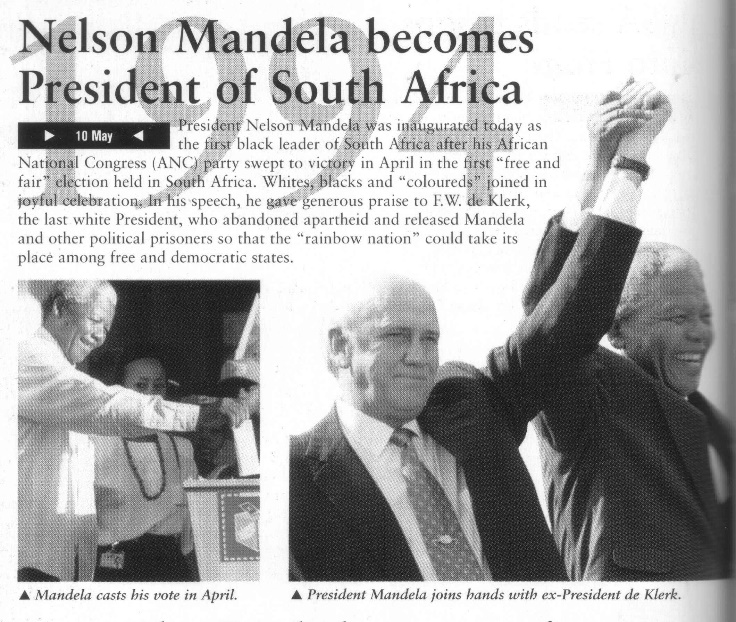 1994
Nelson Mandela becomes
President of South Africa
▶ 10 May ◀
President Nelson Mandela was inaugurated today as
the first black leader of South Africa after his African
National Congress (ANC) party swept to victory in April in the first “free and
fair” election held in South Africa. Whites, blacks and “coloureds” joined in
joyful celebration. In his speech, he gave generous praise to F.W. de Klerk,
the last white President, who abandoned apartheid and released Mandela
and other political prisoners so that the “rainbow nation” could take its
place among free and democratic states.
▲ Mandela casts his vote in April.
▲ President Mandela joins hands with ex-President de Klerk.